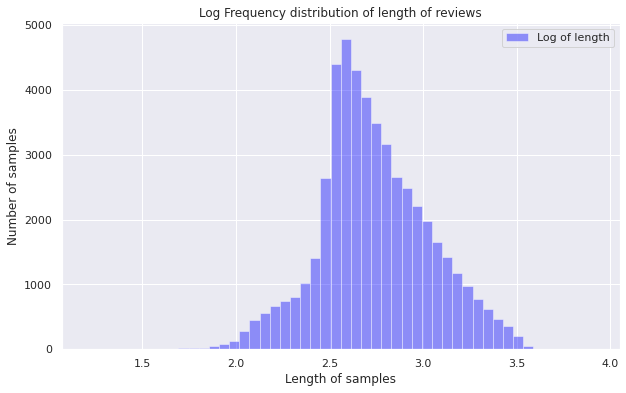 Log Frequency distribution of length of reviews
Log of length
Number of samples
5000
4000
3000
2000
1000
0
1.5 2.0 2.5 3.0 3.5 4.0
Length of samples